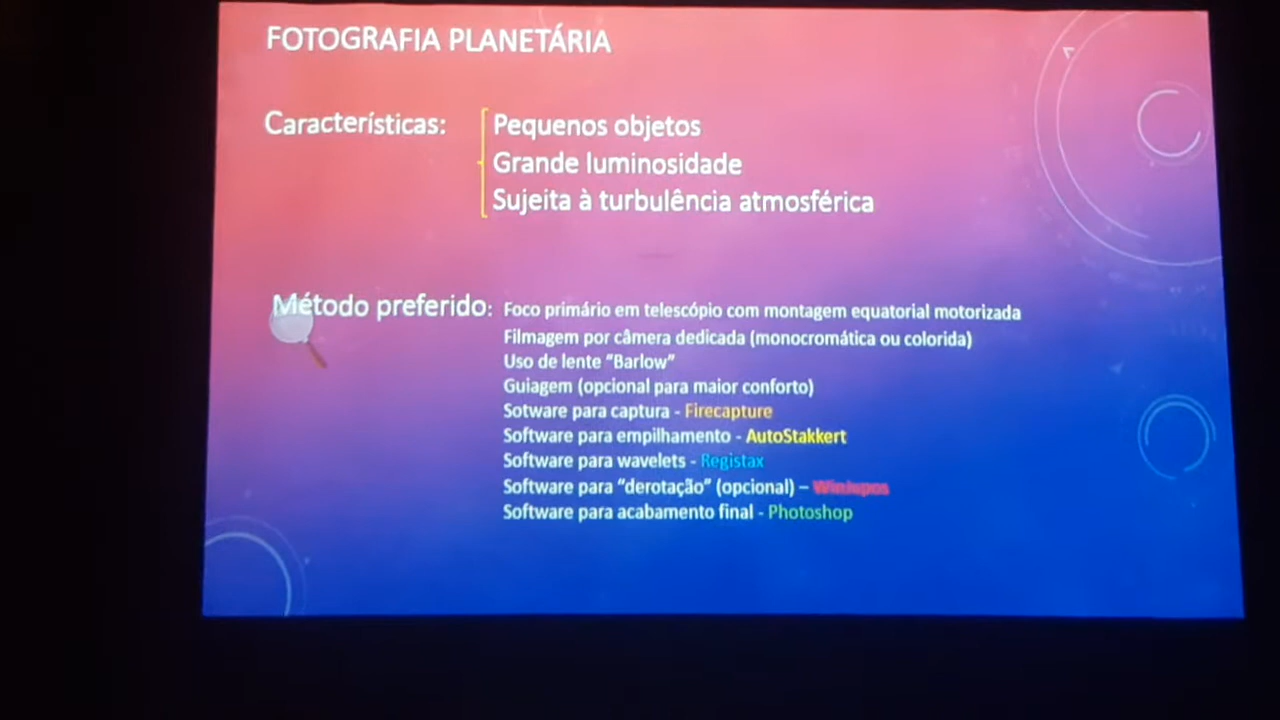 FOTOGRAFIA PLANETÁRIA
Características:
Pequenos objetos
Grande luminosidade
Sujeita à turbulência atmosférica
Método preferido: Foco primário em telescópio com montagem equatorial motorizada
Filmagem por câmera dedicada (monocromática ou colorida)
Uso de lente “Barlow”
Guiagem (opcional para maior conforto)
Sotware para captura - Firecapture
Software para empilhamento - AutoStakkert
Software para wavelets - Registax
Software para “derotação” (opcional) – WinJupos
Software para acabamento final - Photoshop